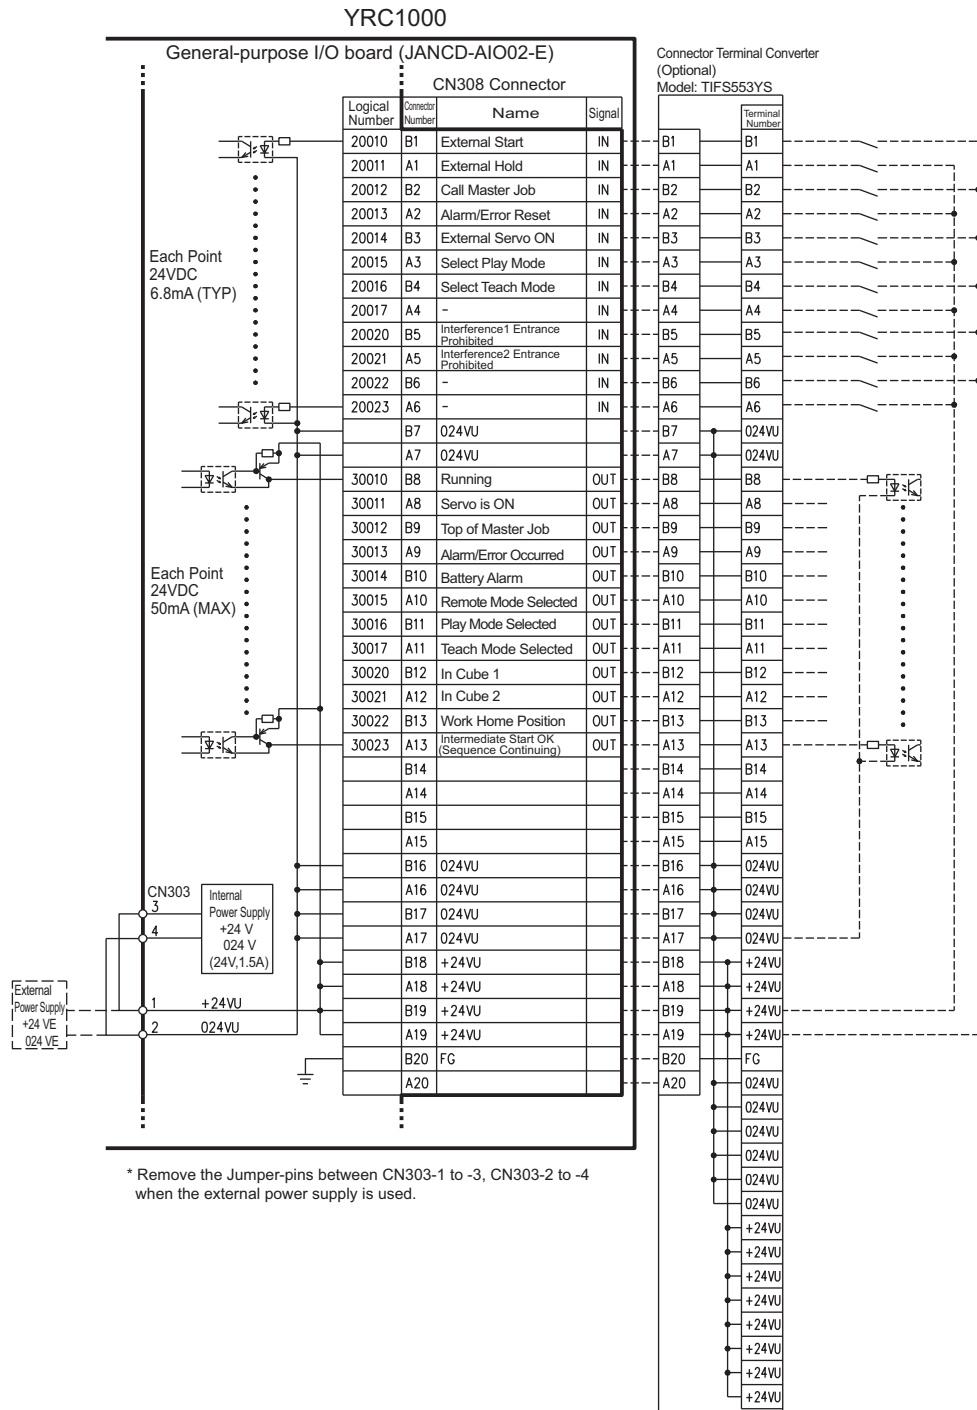 YRC1000
General-purpose I/O board (JANCD-AIO02-E)
CN308 Connector
Connector Terminal Converter
(Optional)
Model: TIFS553YS
Logical Number Connector Number Name Signal Terminal Number
20010 B1 External Start IN B1 B1
20011 A1 External Hold IN A1 A1
20012 B2 Call Master Job IN B2 B2
20013 A2 Alarm/Error Reset IN A2 A2
20014 B3 External Servo ON IN B3 B3
20015 A3 Select Play Mode IN A3 A3
20016 B4 Select Teach Mode IN B4 B4
20017 A4 - IN A4 A4
20020 B5 Interference1 Entrance Prohibited IN B5 B5
20021 A5 Interference2 Entrance Prohibited IN A5 A5
20022 B6 - IN B6 B6
20023 A6 - IN A6 A6
Each Point
24VDC
6.8mA (TYP)
B7 024VU B7 024VU
A7 024VU A7 024VU
30010 B8 Running OUT B8 B8
30011 A8 Servo is ON OUT A8 A8
30012 B9 Top of Master Job OUT B9 B9
30013 A9 Alarm/Error Occurred OUT A9 A9
30014 B10 Battery Alarm OUT B10 B10
30015 A10 Remote Mode Selected OUT A10 A10
30016 B11 Play Mode Selected OUT B11 B11
30017 A11 Teach Mode Selected OUT A11 A11
30020 B12 In Cube 1 OUT B12 B12
30021 A12 In Cube 2 OUT A12 A12
30022 B13 Work Home Position OUT B13 B13
30023 A13 Intermediate Start OK (Sequence Continuing) OUT A13 A13
Each Point
24VDC
50mA (MAX)
B14 B14 B14
A14 A14 A14
B15 B15 B15
A15 A15 A15
B16 024VU B16 024VU
A16 024VU A16 024VU
B17 024VU B17 024VU
A17 024VU A17 024VU
B18 +24VU B18 +24VU
A18 +24VU A18 +24VU
B19 +24VU B19 +24VU
A19 +24VU A19 +24VU
B20 FG B20 FG
A20 A20 024VU
024VU
024VU
024VU
024VU
024VU
+24VU
+24VU
+24VU
+24VU
+24VU
+24VU
+24VU
+24VU
CN303
3
4
Internal
Power Supply
+24 V
024 V
(24V,1.5A)
External
Power Supply
+24 VE
024 VE
1 +24VU
2 024VU
* Remove the Jumper-pins between CN303-1 to -3, CN303-2 to -4
when the external power supply is used.